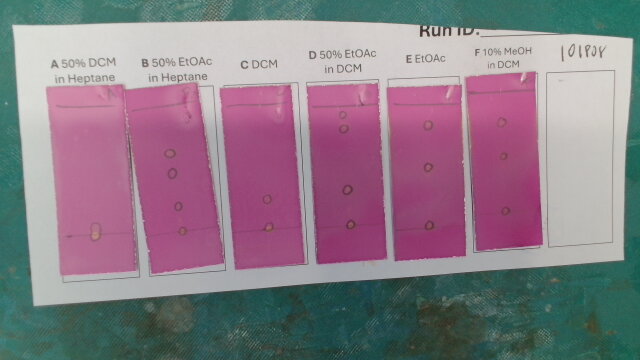 Run ID:
A 50% DCM
in Heptane
B 50% EtOAc
in Heptane
C DCM
D 50% EtOAc
in DCM
E EtOAc
F 10% MeOH
in DCM